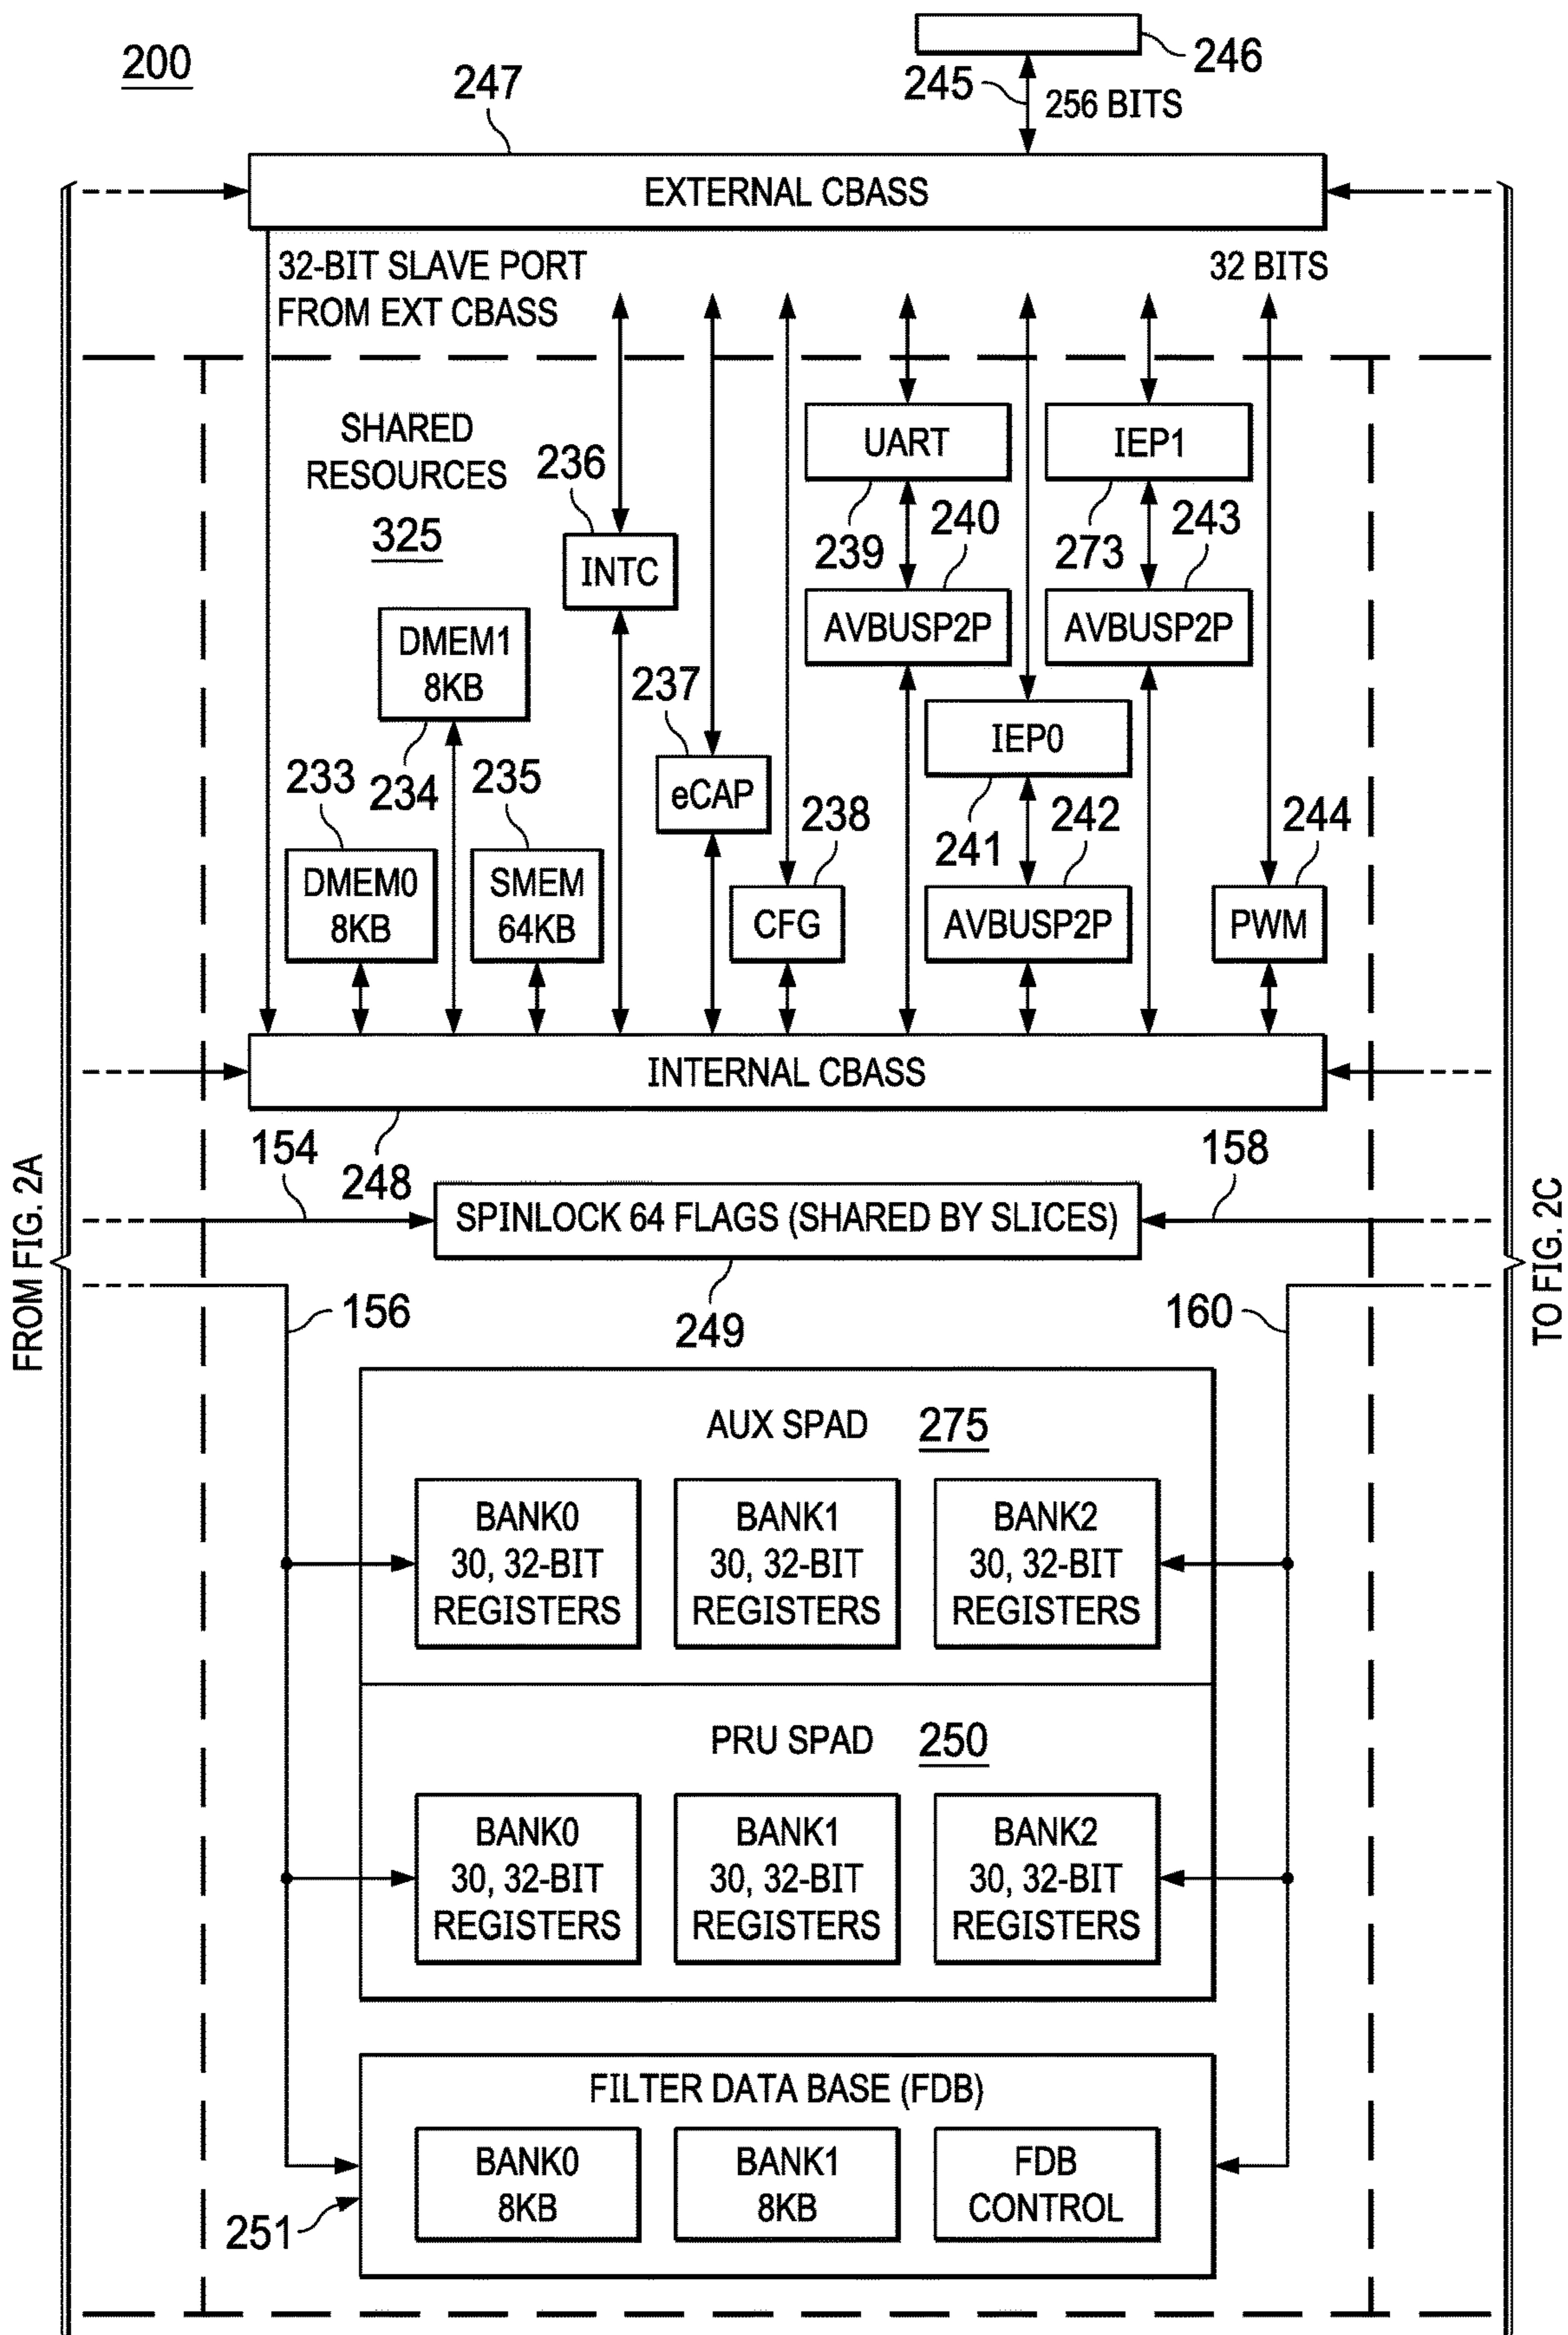 200
246
245
256 BITS
247
EXTERNAL CBASS
32-BIT SLAVE PORT
FROM EXT CBASS
32 BITS
SHARED
RESOURCES
325
236
INTC
UART
239
240
AVBUSP2P
IEP1
273
243
AVBUSP2P
DMEM1
8KB
234
237
eCAP
IEP0
241
242
AVBUSP2P
233
DMEM0
8KB
235
SMEM
64KB
238
CFG
244
PWM
INTERNAL CBASS
248
154
158
SPINLOCK 64 FLAGS (SHARED BY SLICES)
249
FROM FIG. 2A
TO FIG. 2C
156
160
AUX SPAD
275
BANK0
30, 32-BIT
REGISTERS
BANK1
30, 32-BIT
REGISTERS
BANK2
30, 32-BIT
REGISTERS
PRU SPAD
250
BANK0
30, 32-BIT
REGISTERS
BANK1
30, 32-BIT
REGISTERS
BANK2
30, 32-BIT
REGISTERS
FILTER DATA BASE (FDB)
BANK0
8KB
BANK1
8KB
FDB
CONTROL
251